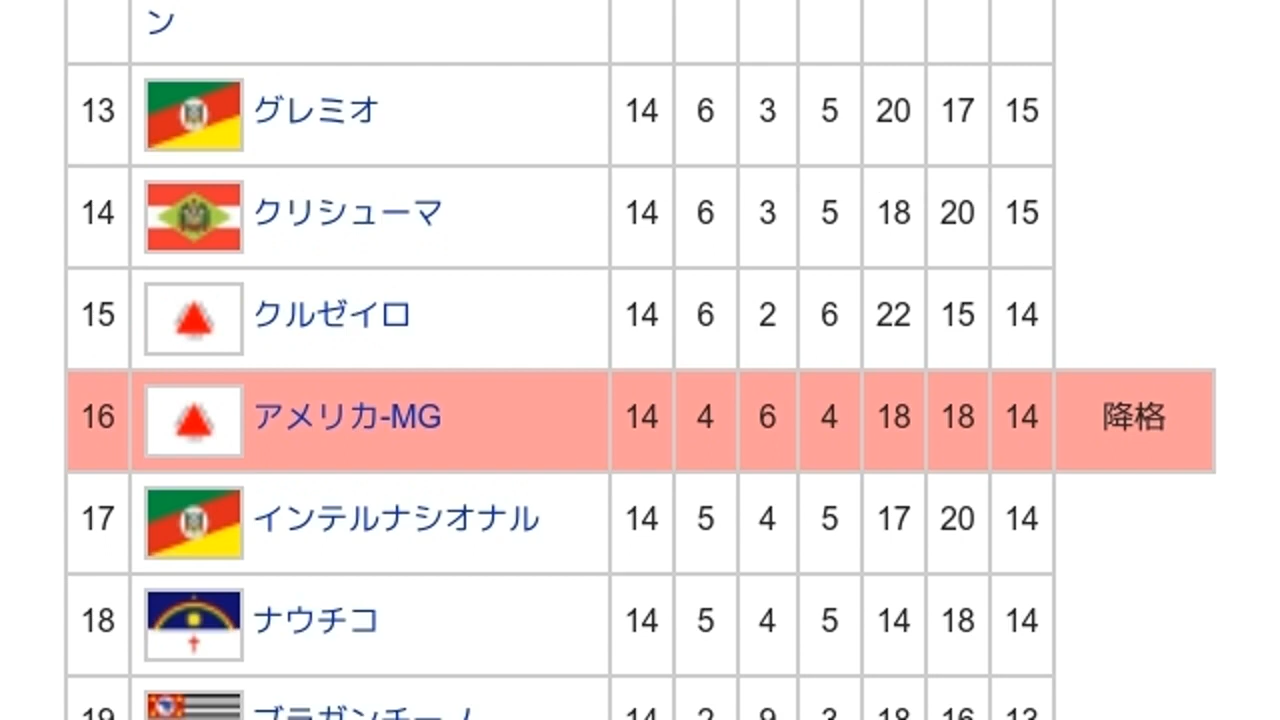 ン
13 グレミオ 14 6 3 5 20 17 15
14 クリシューマ 14 6 3 5 18 20 15
15 クルゼイロ 14 6 2 6 22 15 14
16 アメリカ-MG 14 4 6 4 18 18 14 降格
17 インテルナシオナル 14 5 4 5 17 20 14
18 ナウチコ 14 5 4 5 14 18 14
19 ブラガンチーノ 14 2 9 3 18 16 13